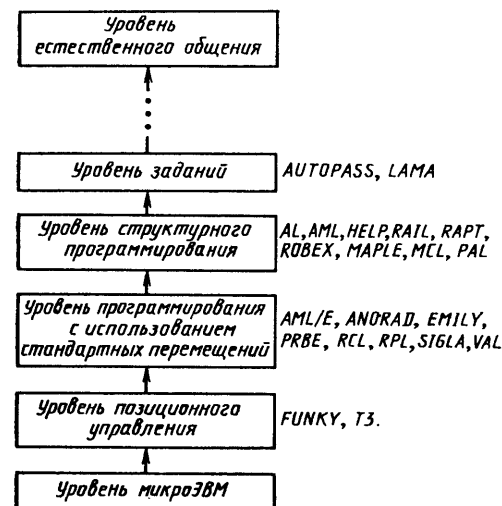 Уровень
естественного общения
Уровень заданий
AUTOPASS, LAMA
Уровень структурного
программирования
AL,AML,HELP,RAIL, RAPT,
ROBEX, MAPLE,MCL, PAL
Уровень программирования
с использованием
стандартных перемещений
AML/E, ANORAD, EMILY,
PRBE, RCL, RPL,SIGLA,VAL
Уровень позиционного
управления
FUNKY, T3.
Уровень микроЭВМ